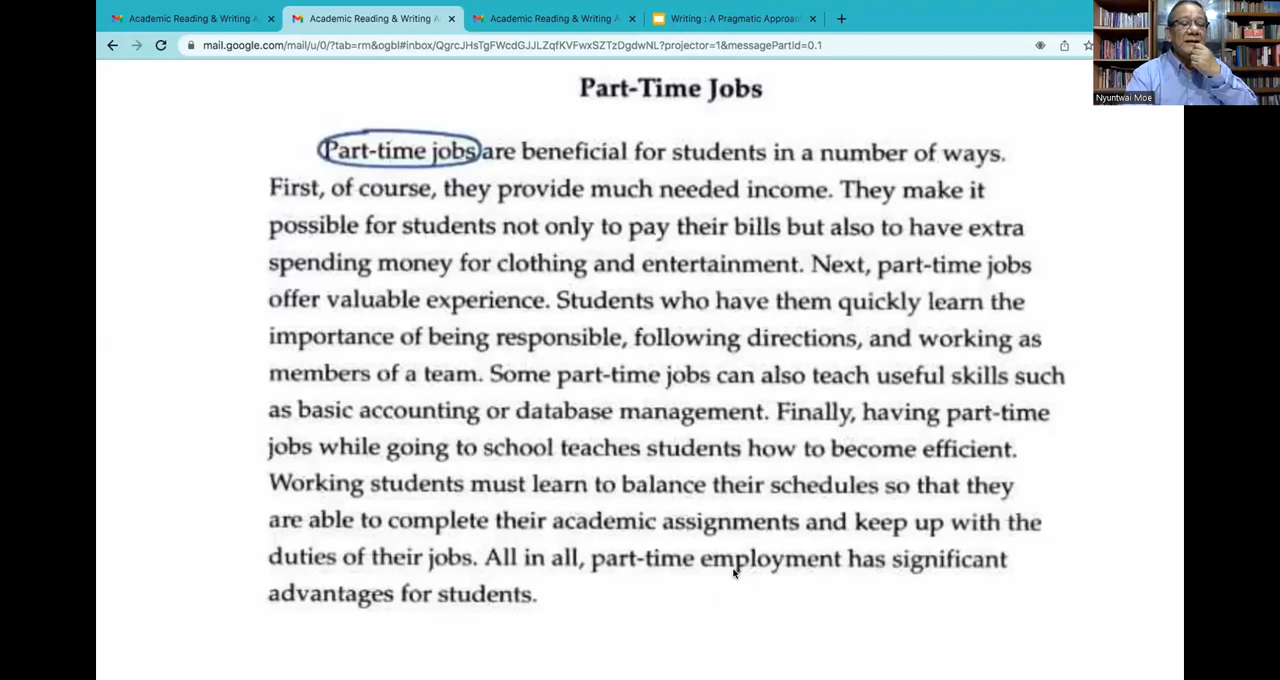 Academic Reading & Writing A
Academic Reading & Writing A
Academic Reading & Writing A
Writing : A Pragmatic Approac
mail.google.com/mail/u/0/?tab=rm&ogbl#inbox/QgrcJHsTgFWcdGJJLZqfKVFwxSZTzDgdwNL?projector=1&messagePartId=0.1
Nyuntwai Moe
Part-Time Jobs
Part-time jobs are beneficial for students in a number of ways.
First, of course, they provide much needed income. They make it
possible for students not only to pay their bills but also to have extra
spending money for clothing and entertainment. Next, part-time jobs
offer valuable experience. Students who have them quickly learn the
importance of being responsible, following directions, and working as
members of a team. Some part-time jobs can also teach useful skills such
as basic accounting or database management. Finally, having part-time
jobs while going to school teaches students how to become efficient.
Working students must learn to balance their schedules so that they
are able to complete their academic assignments and keep up with the
duties of their jobs. All in all, part-time employment has significant
advantages for students.